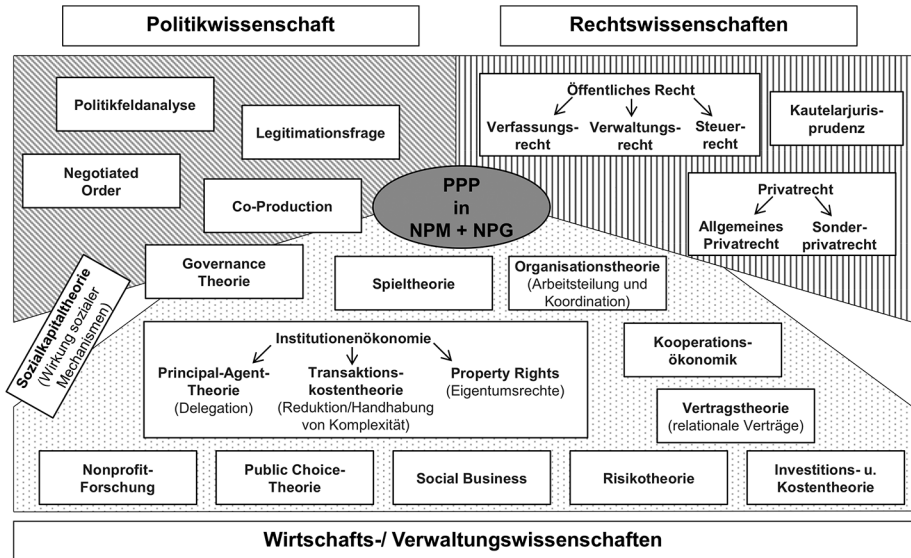 Politikwissenschaft
Rechtswissenschaften
Politikfeldanalyse
Legitimationsfrage
Negotiated
Order
Co-Production
Governance
Theorie
Sozialkapitaltheorie
(Wirkung sozialer
Mechanismen)
PPP
in
NPM + NPG
Öffentliches Recht
Verfassungs-
recht
Verwaltungs-
recht
Steuer-
recht
Kautelarjuris-
prudenz
Privatrecht
Allgemeines
Privatrecht
Sonder-
privatrecht
Spieltheorie
Organisationstheorie
(Arbeitsteilung und
Koordination)
Institutionenökonomie
Principal-Agent-
Theorie
(Delegation)
Transaktions-
kostentheorie
(Reduktion/Handhabung
von Komplexität)
Property Rights
(Eigentumsrechte)
Kooperations-
ökonomik
Vertragstheorie
(relationale Verträge)
Nonprofit-
Forschung
Public Choice-
Theorie
Social Business
Risikotheorie
Investitions- u.
Kostentheorie
Wirtschafts-/ Verwaltungswissenschaften